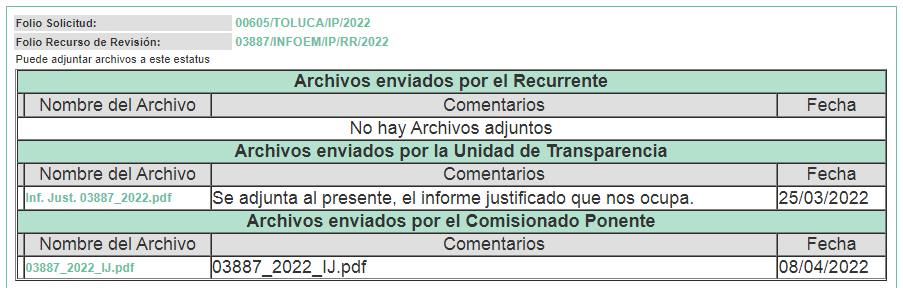 Folio Solicitud: 00605/TOLUCA/IP/2022
Folio Recurso de Revisión: 03887/INFOEM/IP/RR/2022
Puede adjuntar archivos a este estatus
Archivos enviados por el Recurrente
Nombre del Archivo Comentarios Fecha
No hay Archivos adjuntos
Archivos enviados por la Unidad de Transparencia
Nombre del Archivo Comentarios Fecha
Inf. Just. 03887_2022.pdf Se adjunta al presente, el informe justificado que nos ocupa. 25/03/2022
Archivos enviados por el Comisionado Ponente
Nombre del Archivo Comentarios Fecha
03887_2022_IJ.pdf 03887_2022_IJ.pdf 08/04/2022